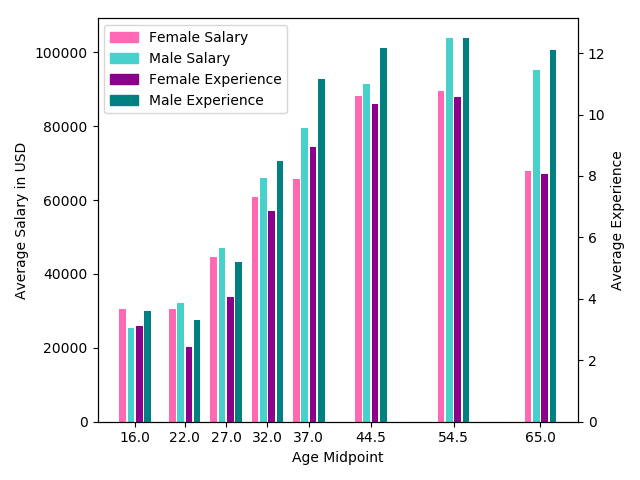 Female Salary
Male Salary
Female Experience
Male Experience
100000
80000
60000
40000
20000
0
Average Salary in USD
12
10
8
6
4
2
0
Average Experience
16.0 22.0 27.0 32.0 37.0 44.5 54.5 65.0
Age Midpoint